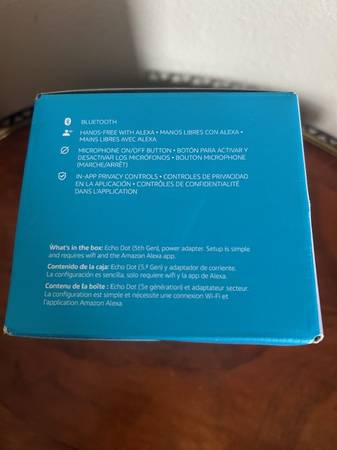 BLUETOOTH
HANDS-FREE WITH ALEXA • MANOS LIBRES CON ALEXA •
MAINS LIBRES AVEC ALEXA
MICROPHONE ON/OFF BUTTON • BOTÓN PARA ACTIVAR Y
DESACTIVAR LOS MICRÓFONOS • BOUTON MICROPHONE
(MARCHE/ARRÊT)
IN-APP PRIVACY CONTROLS • CONTROLES DE PRIVACIDAD
EN LA APLICACIÓN • CONTRÔLES DE CONFIDENTIALITÉ
DANS L'APPLICATION
What's in the box: Echo Dot (5th Gen), power adapter. Setup is simple
and requires wifi and the Amazon Alexa app.
Contenido de la caja: Echo Dot (5.ª Gen) y adaptador de corriente.
La configuración es sencilla, solo requiere wifi y la app de Alexa.
Contenu de la boîte : Echo Dot (5e génération) et adaptateur secteur.
La configuration est simple et nécessite une connexion Wi-Fi et
l'application Amazon Alexa.